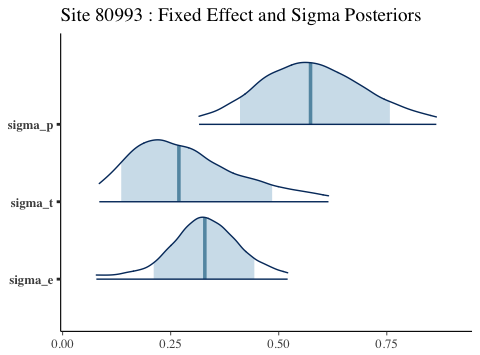 Site 80993 : Fixed Effect and Sigma Posteriors
sigma_p
sigma_t
sigma_e
0.00 0.25 0.50 0.75